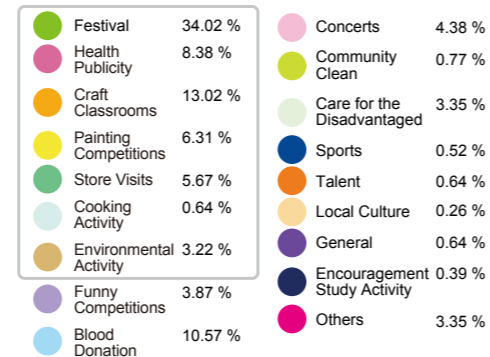 Festival 34.02 %
Health
Publicity
8.38 %
Craft
Classrooms
13.02 %
Painting
Competitions
6.31 %
Store Visits 5.67 %
Cooking
Activity
0.64 %
Environmental
Activity
3.22 %
Funny
Competitions
3.87 %
Blood
Donation
10.57 %
Concerts 4.38 %
Community
Clean
0.77 %
Care for the
Disadvantaged
3.35 %
Sports 0.52 %
Talent 0.64 %
Local Culture 0.26 %
General 0.64 %
Encouragement
Study Activity
0.39 %
Others 3.35 %